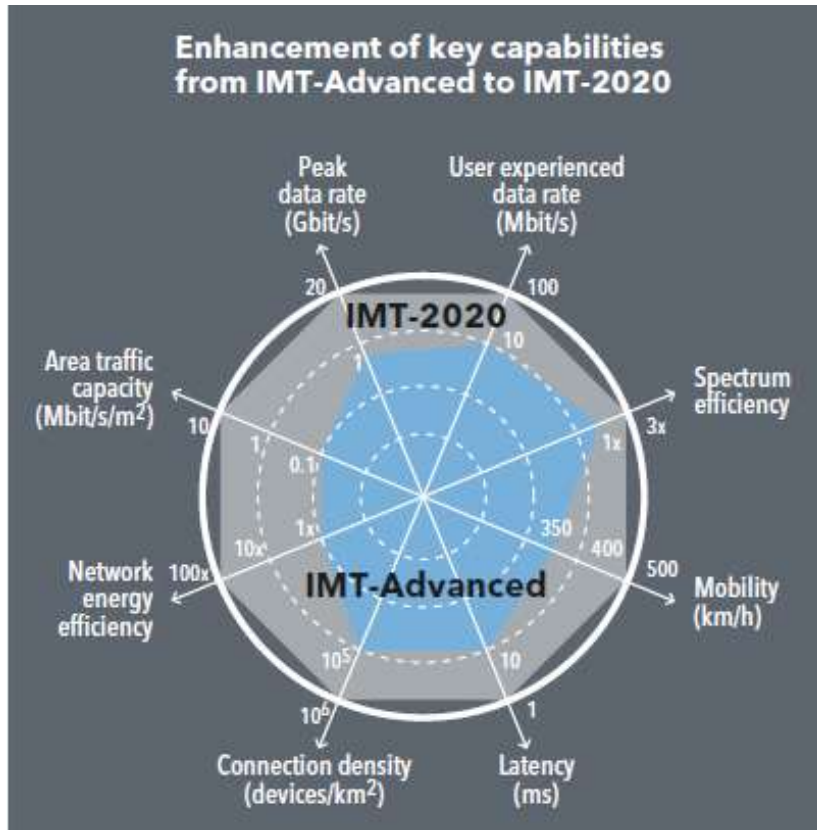 Enhancement of key capabilities
from IMT-Advanced to IMT-2020
Peak
data rate
(Gbit/s)
User experienced
data rate
(Mbit/s)
20
100
IMT-2020
1
10
Area traffic
capacity
(Mbit/s/m²)
Spectrum
efficiency
10
1
0.1
1x
3x
1x
10x
100x
350
400
500
Network
energy
efficiency
IMT-Advanced
Mobility
(km/h)
10⁵
10
10⁶
1
Connection density
(devices/km²)
Latency
(ms)